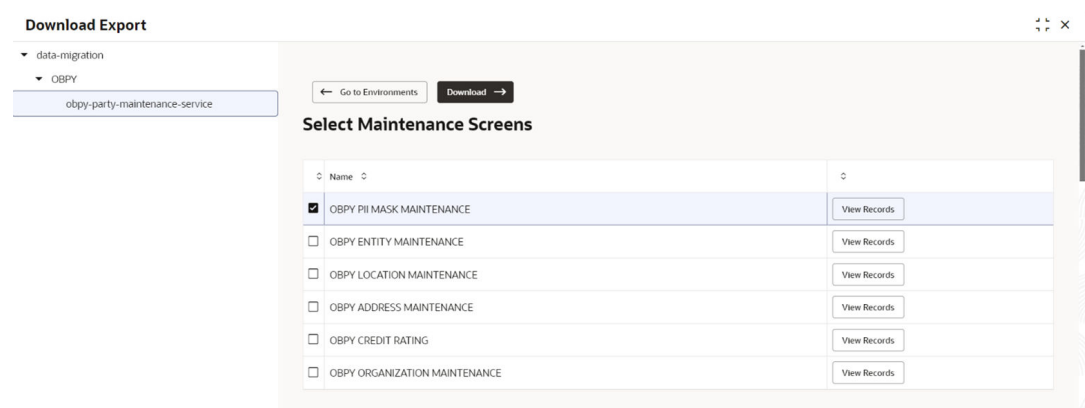 Download Export
data-migration
OBPY
obpy-party-maintenance-service
← Go to Environments
Download →
Select Maintenance Screens
Name
OBPY PII MASK MAINTENANCE View Records
OBPY ENTITY MAINTENANCE View Records
OBPY LOCATION MAINTENANCE View Records
OBPY ADDRESS MAINTENANCE View Records
OBPY CREDIT RATING View Records
OBPY ORGANIZATION MAINTENANCE View Records